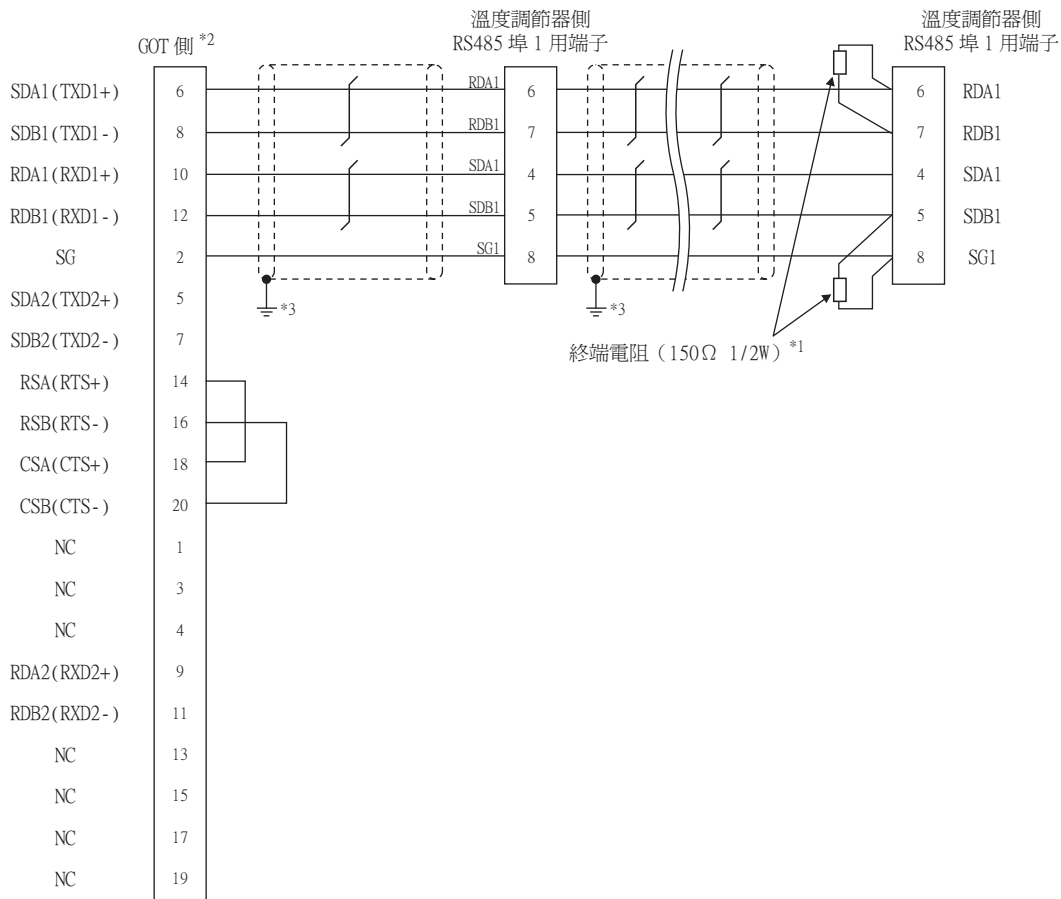 溫度調節器側
RS485 埠 1 用端子
溫度調節器側
RS485 埠 1 用端子
GOT 側 *2
SDA1(TXD1+) 6 RDA1 6 6 RDA1
SDB1(TXD1-) 8 RDB1 7 7 RDB1
RDA1(RXD1+) 10 SDA1 4 4 SDA1
RDB1(RXD1-) 12 SDB1 5 5 SDB1
SG 2 SG1 8 8 SG1
SDA2(TXD2+) 5 *3 *3
SDB2(TXD2-) 7
終端電阻（150Ω 1/2W）*1
RSA(RTS+) 14
RSB(RTS-) 16
CSA(CTS+) 18
CSB(CTS-) 20
NC 1
NC 3
NC 4
RDA2(RXD2+) 9
RDB2(RXD2-) 11
NC 13
NC 15
NC 17
NC 19